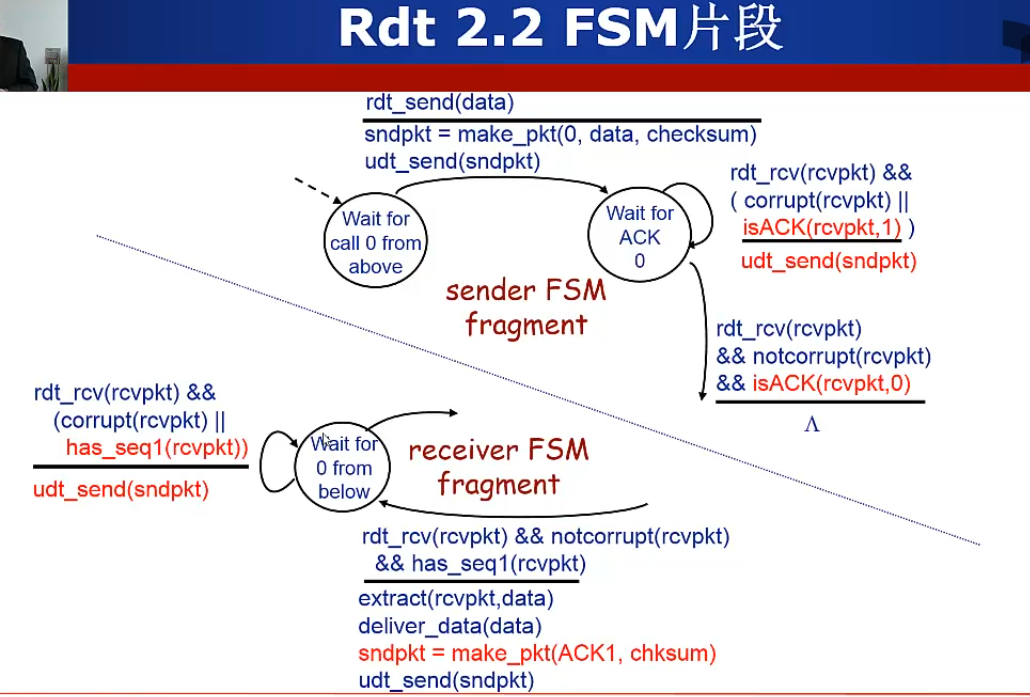 Rdt 2.2 FSM片段
rdt_send(data)
sndpkt = make_pkt(0, data, checksum)
udt_send(sndpkt)
Wait for
call 0 from
above
Wait for
ACK
0
rdt_rcv(rcvpkt) &&
( corrupt(rcvpkt) ||
isACK(rcvpkt,1) )
udt_send(sndpkt)
sender FSM
fragment
rdt_rcv(rcvpkt)
&& notcorrupt(rcvpkt)
&& isACK(rcvpkt,0)
Λ
rdt_rcv(rcvpkt) &&
(corrupt(rcvpkt) ||
has_seq1(rcvpkt))
udt_send(sndpkt)
Wait for
0 from
below
receiver FSM
fragment
rdt_rcv(rcvpkt) && notcorrupt(rcvpkt)
&& has_seq1(rcvpkt)
extract(rcvpkt,data)
deliver_data(data)
sndpkt = make_pkt(ACK1, chksum)
udt_send(sndpkt)